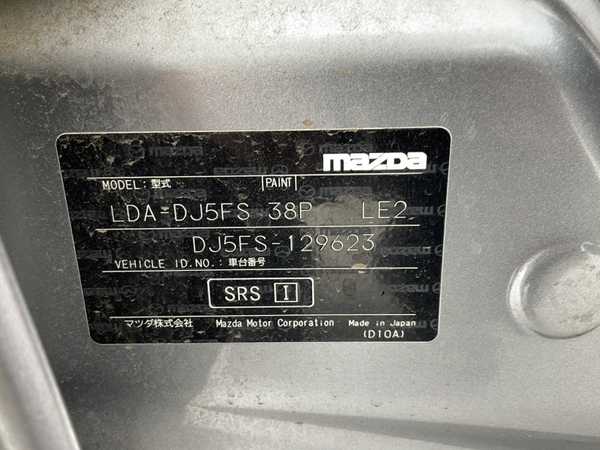 mazda
MODEL: 型式 PAINT
LDA-DJ5FS 38P LE2
DJ5FS-129623
VEHICLE ID.NO.: 車台番号
SRS I
マツダ株式会社 Mazda Motor Corporation Made in Japan
(D10A)